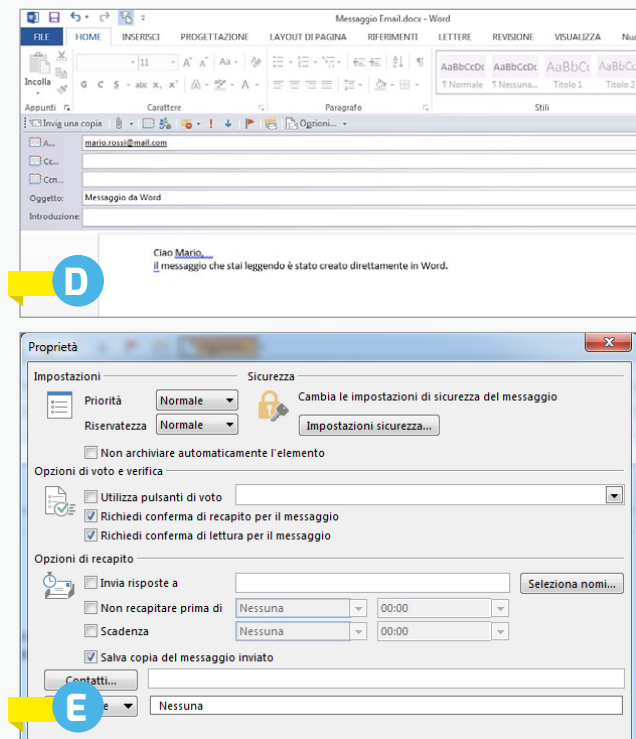 Messaggio Email.docx - Word
FILE HOME INSERISCI PROGETTAZIONE LAYOUT DI PAGINA RIFERIMENTI LETTERE REVISIONE VISUALIZZA
11 A A Aa
AaBbCcDc AaBbCcDc AaBbCc AaBbCc
Incolla G C S abc x, x² A A
¶ Normale ¶ Nessuna... Titolo 1 Titolo 2
Appunti Carattere Paragrafo Stili
Invia una copia Opzioni...
A... mario.rossi@mail.com
Cc...
Ccn...
Oggetto: Messaggio da Word
Introduzione:
Ciao Mario,
il messaggio che stai leggendo è stato creato direttamente in Word.
D
Proprietà
Impostazioni Sicurezza
Priorità Normale Cambia le impostazioni di sicurezza del messaggio
Riservatezza Normale Impostazioni sicurezza...
Non archiviare automaticamente l'elemento
Opzioni di voto e verifica
Utilizza pulsanti di voto
Richiedi conferma di recapito per il messaggio
Richiedi conferma di lettura per il messaggio
Opzioni di recapito
Invia risposte a Seleziona nomi...
Non recapitare prima di Nessuna 00:00
Scadenza Nessuna 00:00
Salva copia del messaggio inviato
Contatti...
E Nessuna